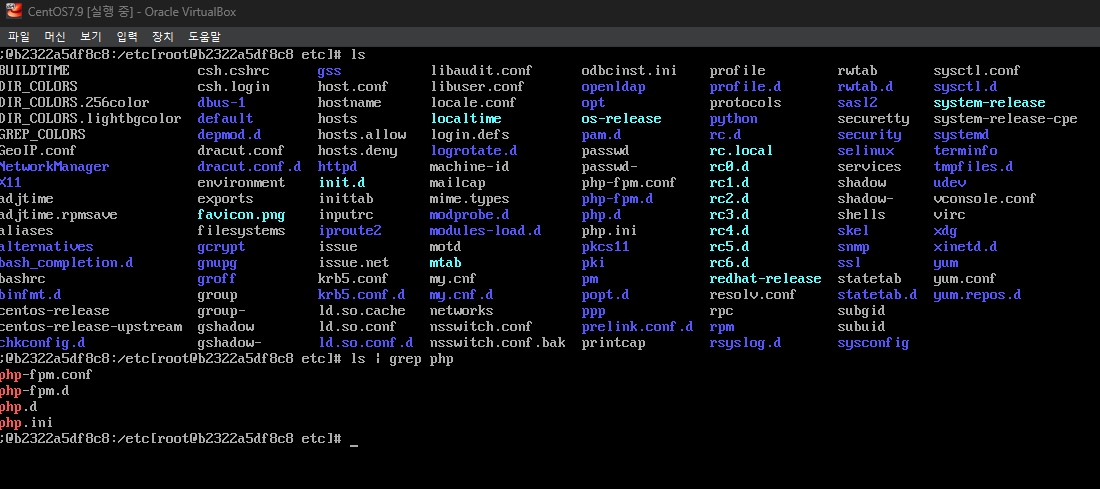 CentOS7.9 [실행 중] - Oracle VirtualBox
파일 머신 보기 입력 장치 도움말
;@b2322a5df8c8:/etc[root@b2322a5df8c8 etc]# ls
BUILDTIME csh.cshrc gss libaudit.conf odbcinst.ini profile rwtab sysctl.conf
DIR_COLORS csh.login host.conf libuser.conf openldap profile.d rwtab.d sysctl.d
DIR_COLORS.256color dbus-1 hostname locale.conf opt protocols sasl2 system-release
DIR_COLORS.lightbgcolor default hosts localtime os-release python securetty system-release-cpe
GREP_COLORS depmod.d hosts.allow login.defs pam.d rc.d security systemd
GeoIP.conf dracut.conf hosts.deny logrotate.d passwd rc.local selinux terminfo
NetworkManager dracut.conf.d httpd machine-id passwd- rc0.d services tmpfiles.d
X11 environment init.d mailcap php-fpm.conf rc1.d shadow udev
adjtime exports inittab mime.types php-fpm.d rc2.d shadow- vconsole.conf
adjtime.rpmsave favicon.png inputrc modprobe.d php.d rc3.d shells virc
aliases filesystems iproute2 modules-load.d php.ini rc4.d skel xdg
alternatives gcrypt issue motd pkcs11 rc5.d snmp xinetd.d
bash_completion.d gnupg issue.net mtab pki rc6.d ssl yum
bashrc groff krb5.conf my.cnf pm redhat-release statetab yum.conf
binfmt.d group krb5.conf.d my.cnf.d popt.d resolv.conf statetab.d yum.repos.d
centos-release group- ld.so.cache networks ppp rpc subgid
centos-release-upstream gshadow ld.so.conf nsswitch.conf prelink.conf.d rpm subuid
chkconfig.d gshadow- ld.so.conf.d nsswitch.conf.bak printcap rsyslog.d sysconfig
;@b2322a5df8c8:/etc[root@b2322a5df8c8 etc]# ls | grep php
php-fpm.conf
php-fpm.d
php.d
php.ini
;@b2322a5df8c8:/etc[root@b2322a5df8c8 etc]# _